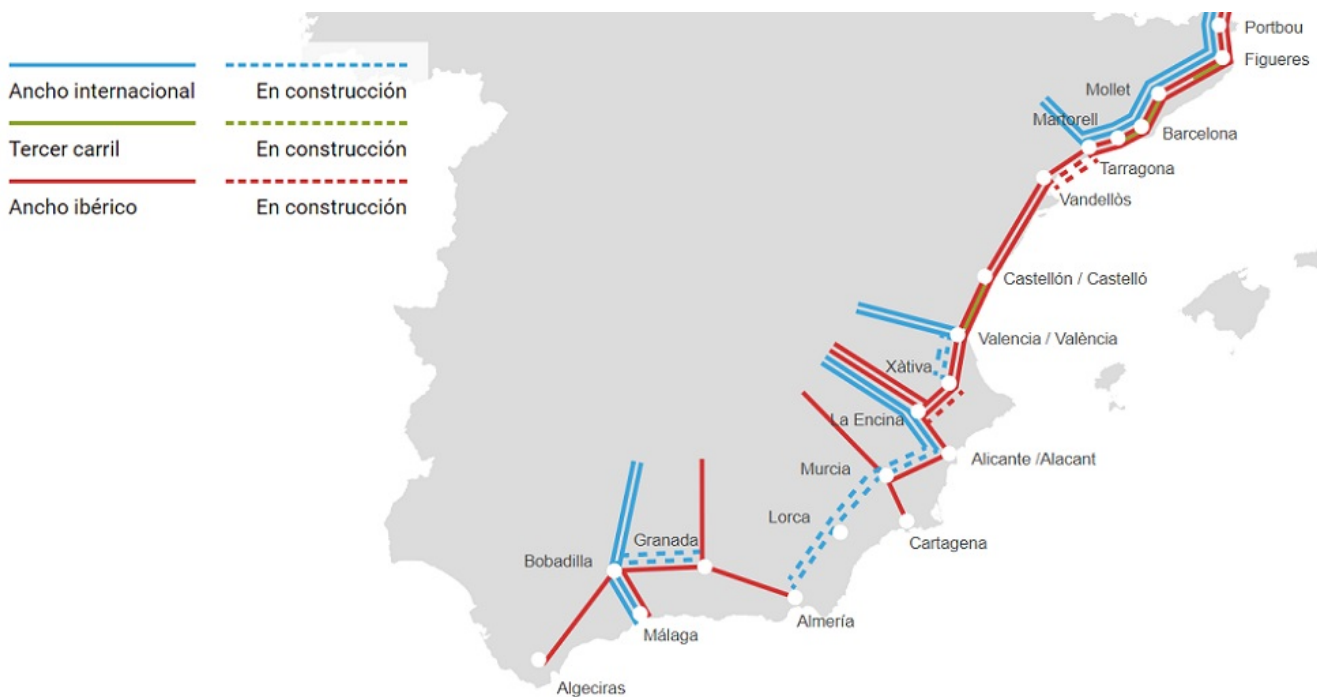 Ancho internacional
En construcción
Tercer carril
En construcción
Ancho ibérico
En construcción
Portbou
Figueres
Mollet
Martorell
Barcelona
Tarragona
Vandellòs
Castellón / Castelló
Valencia / València
Xàtiva
La Encina
Alicante /Alacant
Murcia
Lorca
Cartagena
Granada
Bobadilla
Almería
Málaga
Algeciras